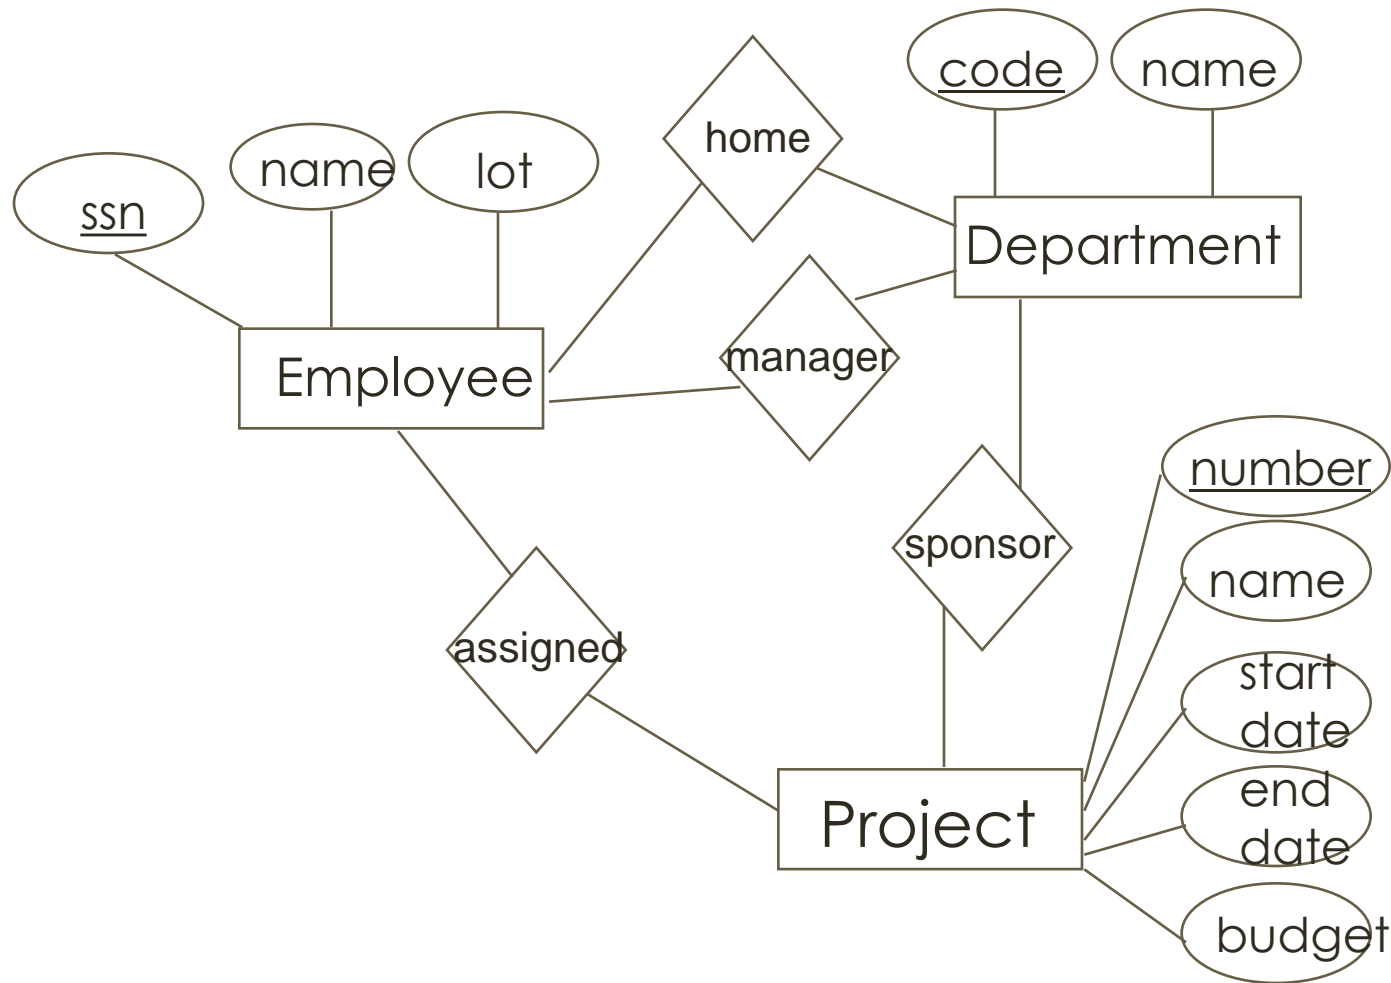 code
name
home
name
lot
ssn
Department
manager
Employee
number
sponsor
name
assigned
start
date
end
date
Project
budget